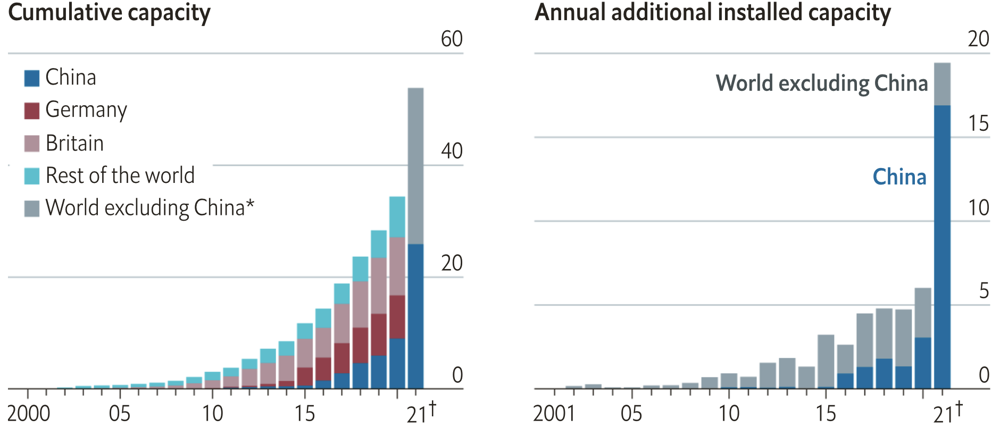 Cumulative capacity
60
China
Germany
Britain
40
Rest of the world
World excluding China*
20
0
2000 05 10 15 21†
Annual additional installed capacity
20
World excluding China
15
China
10
5
0
2001 05 10 15 21†